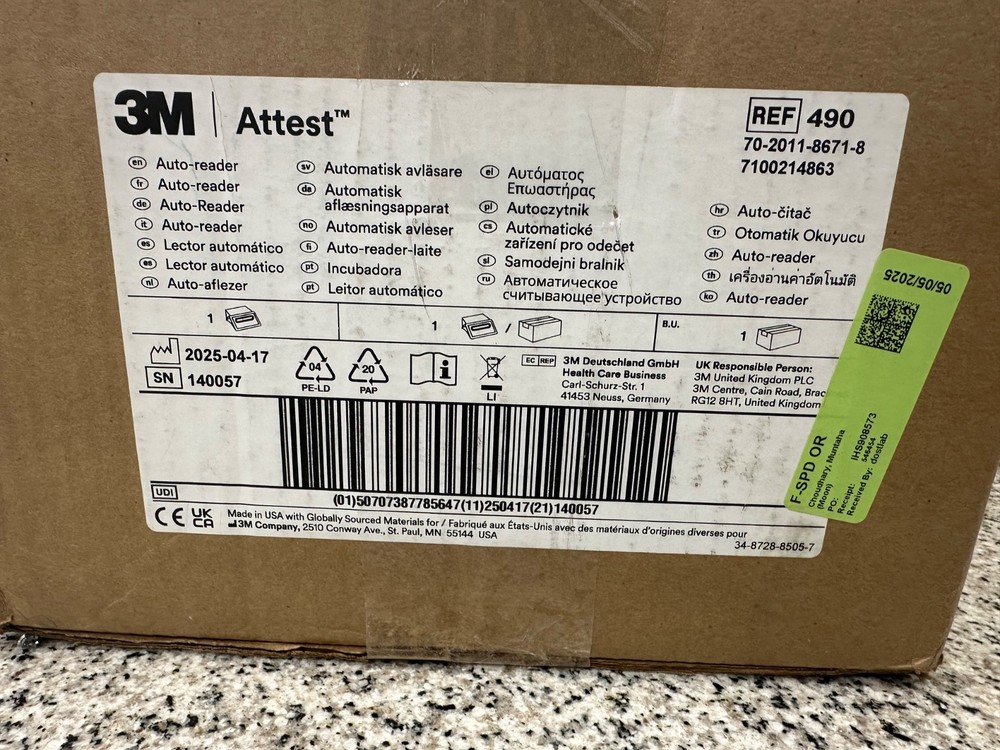 3M | Attest™
REF 490
70-2011-8671-8
7100214863
en Auto-reader
fr Auto-reader
de Auto-Reader
it Auto-reader
es Lector automático
es Lector automático
nl Auto-aflezer
sv Automatisk avläsare
da Automatisk
aflæsningsapparat
no Automatisk avleser
fi Auto-reader-laite
pt Incubadora
pt Leitor automático
el Αυτόματος
Επωαστήρας
pl Autoczytnik
cs Automatické
zařízení pro odečet
sl Samodejni bralnik
ru Автоматическое
считывающее устройство
hr Auto-čitač
tr Otomatik Okuyucu
zh Auto-reader
th เครื่องอ่านค่าอัตโนมัติ
ko Auto-reader
1
1 /
B.U.
1
2025-04-17
SN 140057
04
PE-LD
20
PAP
LI
EC REP
3M Deutschland GmbH
Health Care Business
Carl-Schurz-Str. 1
41453 Neuss, Germany
UK Responsible Person:
3M United Kingdom PLC
3M Centre, Cain Road,
RG12 8HT, United Kingdom
UDI
(01)50707387785647(11)250417(21)140057
CE UK
CA
Made in USA with Globally Sourced Materials for / Fabriqué aux États-Unis avec des matériaux d'origines diverses pour
3M Company, 2510 Conway Ave., St. Paul, MN 55144 USA
34-8728-8505-7
05/05/2025
F-SPD OR
Choudhary, Muntaha
(Moon)
PO:
Receipt: IHS908573
546454
Received By: dostlab